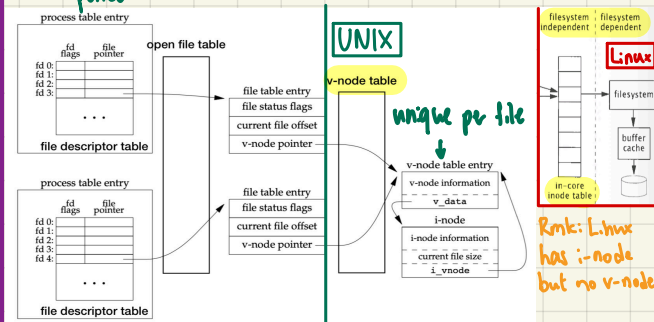 process table entry
fd
flags
file
pointer
fd 0:
fd 1:
fd 2:
fd 3:
. . .
file descriptor table
open file table
file table entry
file status flags
current file offset
v-node pointer
process table entry
fd
flags
file
pointer
fd 0:
fd 1:
fd 2:
fd 3:
fd 4:
. . .
file descriptor table
file table entry
file status flags
current file offset
v-node pointer
UNIX
v-node table
unique per file
v-node table entry
v-node information
v_data
i-node
i-node information
current file size
i_vnode
filesystem
independent
filesystem
dependent
Linux
filesystem
buffer
cache
in-core
inode table
Rmk: Linux
has i-node
but no v-node